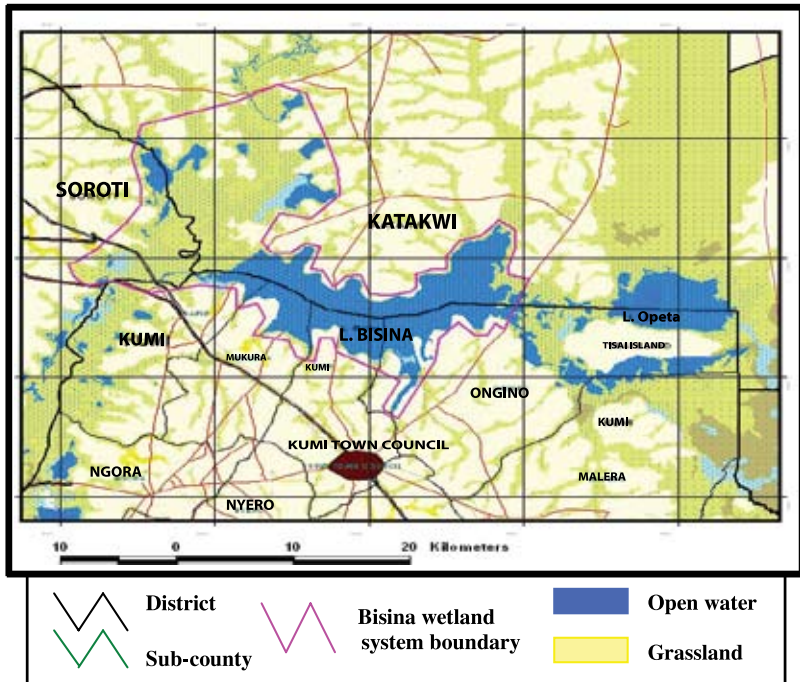 SOROTI
KATAKWI
L. Opeta
KUMI
L. BISINA
TISAI ISLAND
MUKURA
KUMI
ONGINO
KUMI
KUMI TOWN COUNCIL
NGORA
MALERA
NYERO
10 0 10 20 Kilometers
District
Sub-county
Bisina wetland
system boundary
Open water
Grassland